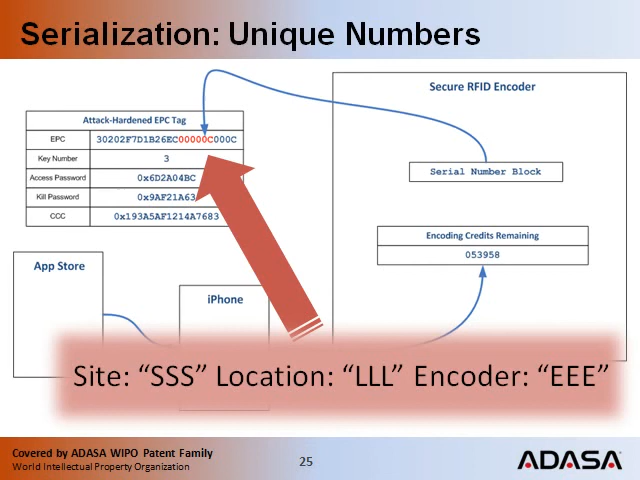 Serialization: Unique Numbers
Secure RFID Encoder
Attack-Hardened EPC Tag
EPC 30202F7D1B26EC00000C000C
Key Number 3
Access Password 0x6D2A04BC
Kill Password 0x9AF21A63
CCC 0x193A5AF1214A7683
Serial Number Block
Encoding Credits Remaining
053958
App Store
iPhone
Site: “SSS” Location: “LLL” Encoder: “EEE”
Covered by ADASA WIPO Patent Family
World Intellectual Property Organization
25
ADASA